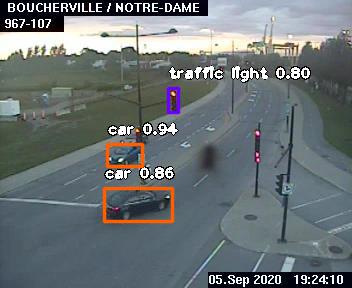 BOUCHERVILLE / NOTRE-DAME
967-107
traffic light 0.80
car 0.94
car 0.86
05.Sep 2020 19:24:10